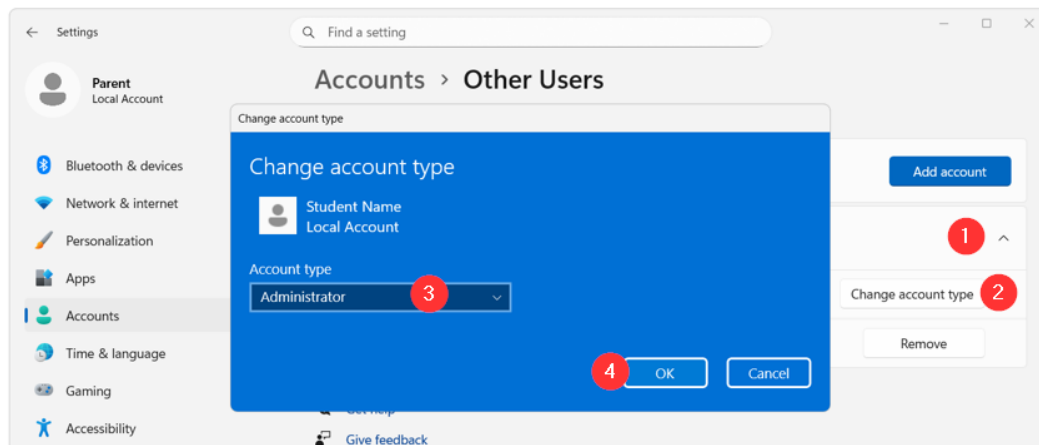 Settings
Find a setting
Parent
Local Account
Accounts > Other Users
Bluetooth & devices
Network & internet
Personalization
Apps
Accounts
Time & language
Gaming
Accessibility
Change account type
Change account type
Student Name
Local Account
Account type
Administrator
3
4
OK
Cancel
Add account
1
Change account type
2
Remove
Get help
Give feedback